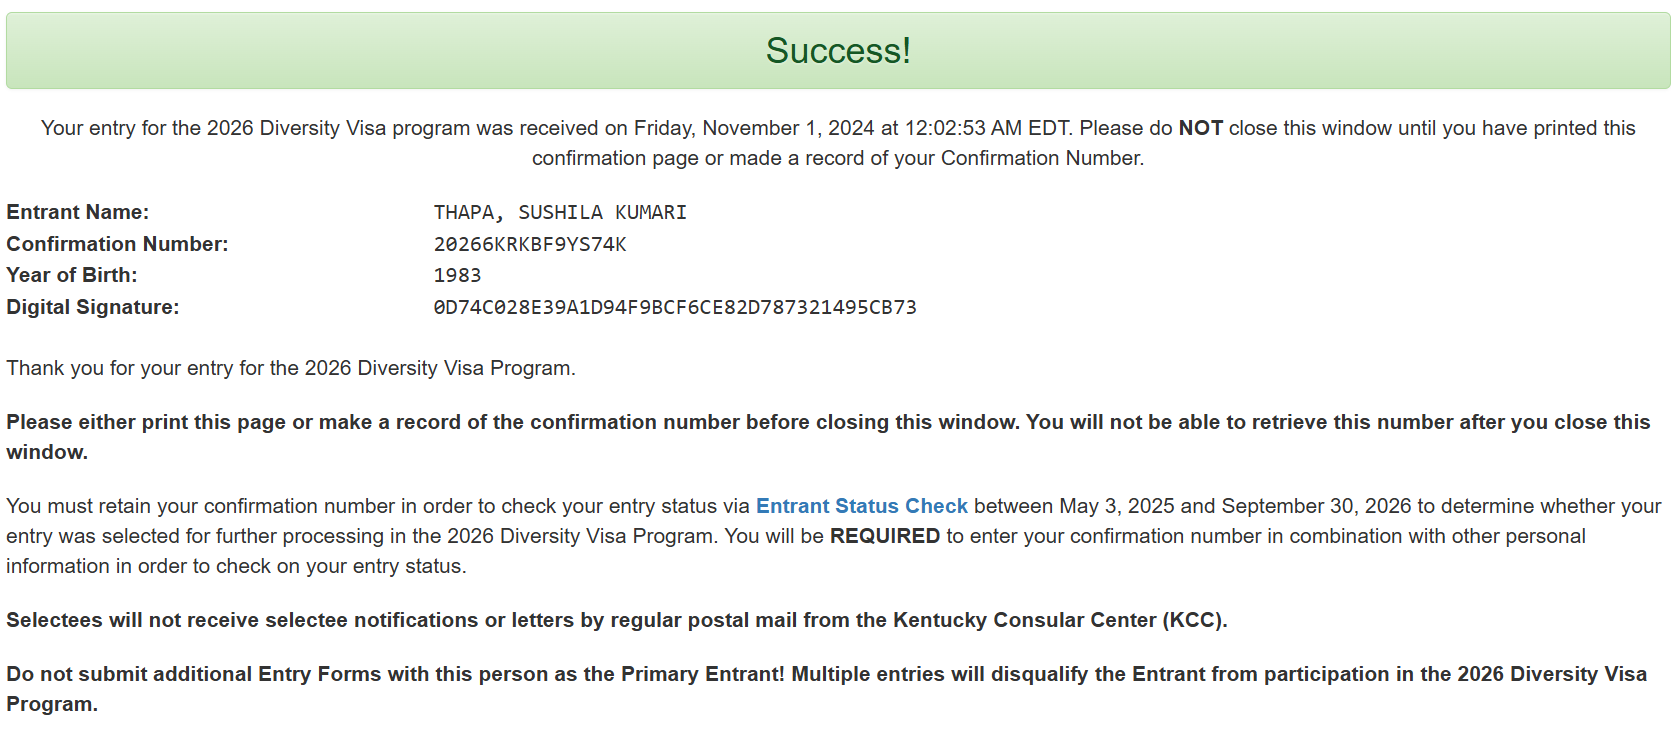 Success!
Your entry for the 2026 Diversity Visa program was received on Friday, November 1, 2024 at 12:02:53 AM EDT. Please do NOT close this window until you have printed this
confirmation page or made a record of your Confirmation Number.
Entrant Name: THAPA, SUSHILA KUMARI
Confirmation Number: 20266KRKBF9YS74K
Year of Birth: 1983
Digital Signature: 0D74C028E39A1D94F9BCF6CE82D787321495CB73
Thank you for your entry for the 2026 Diversity Visa Program.
Please either print this page or make a record of the confirmation number before closing this window. You will not be able to retrieve this number after you close this
window.
You must retain your confirmation number in order to check your entry status via Entrant Status Check between May 3, 2025 and September 30, 2026 to determine whether your
entry was selected for further processing in the 2026 Diversity Visa Program. You will be REQUIRED to enter your confirmation number in combination with other personal
information in order to check on your entry status.
Selectees will not receive selectee notifications or letters by regular postal mail from the Kentucky Consular Center (KCC).
Do not submit additional Entry Forms with this person as the Primary Entrant! Multiple entries will disqualify the Entrant from participation in the 2026 Diversity Visa
Program.